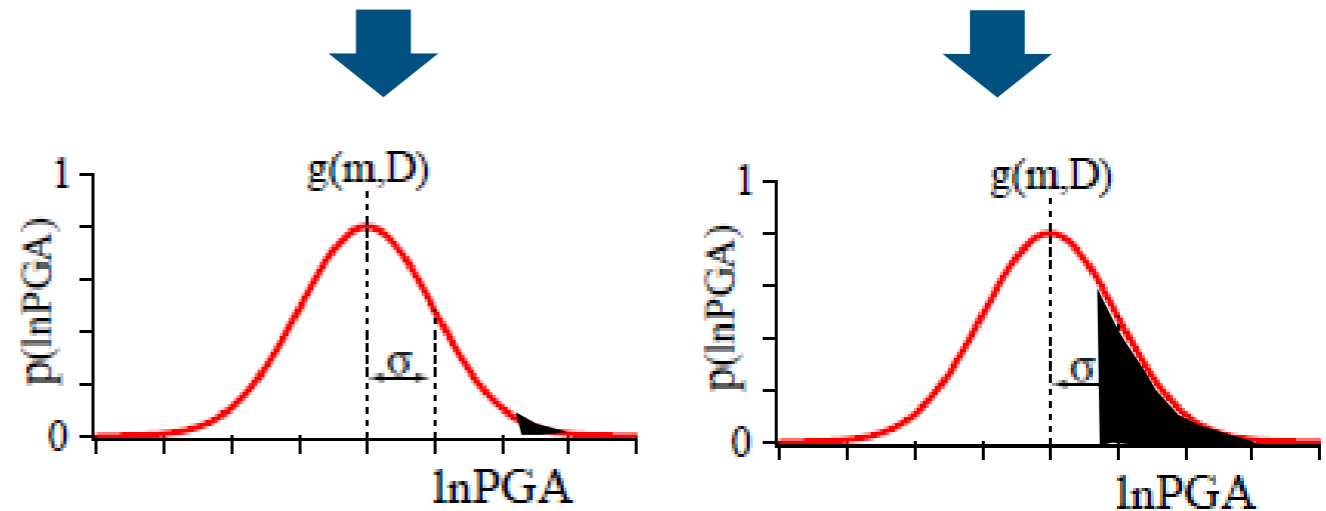 g(m,D)
1
p(lnPGA)
σ
0
lnPGA
g(m,D)
1
p(lnPGA)
σ
0
lnPGA